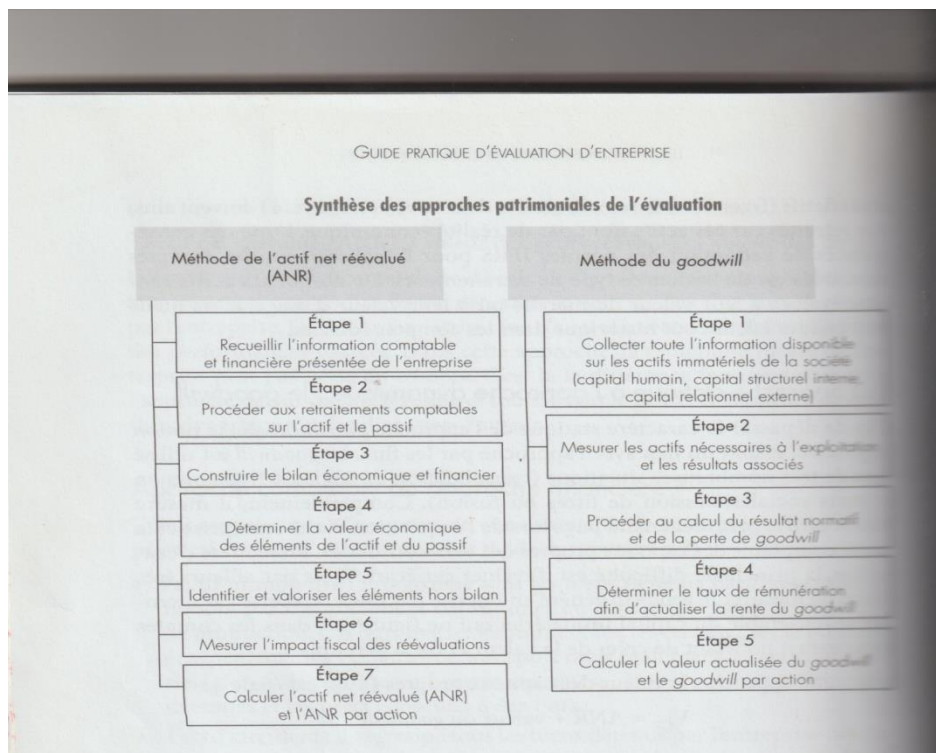 GUIDE PRATIQUE D'ÉVALUATION D'ENTREPRISE
Synthèse des approches patrimoniales de l'évaluation
Méthode de l'actif net réévalué
(ANR)
Étape 1
Recueillir l'information comptable
et financière présentée de l'entreprise
Étape 2
Procéder aux retraitements comptables
sur l'actif et le passif
Étape 3
Construire le bilan économique et financier
Étape 4
Déterminer la valeur économique
des éléments de l'actif et du passif
Étape 5
Identifier et valoriser les éléments hors bilan
Étape 6
Mesurer l'impact fiscal des réévaluations
Étape 7
Calculer l'actif net réévalué (ANR)
et l'ANR par action
Méthode du goodwill
Étape 1
Collecter toute l'information disponible
sur les actifs immatériels de la société
(capital humain, capital structurel interne,
capital relationnel externe)
Étape 2
Mesurer les actifs nécessaires à l'exploitation
et les résultats associés
Étape 3
Procéder au calcul du résultat normatif
et de la perte de goodwill
Étape 4
Déterminer le taux de rémunération
afin d'actualiser la rente du goodwill
Étape 5
Calculer la valeur actualisée du goodwill
et le goodwill par action